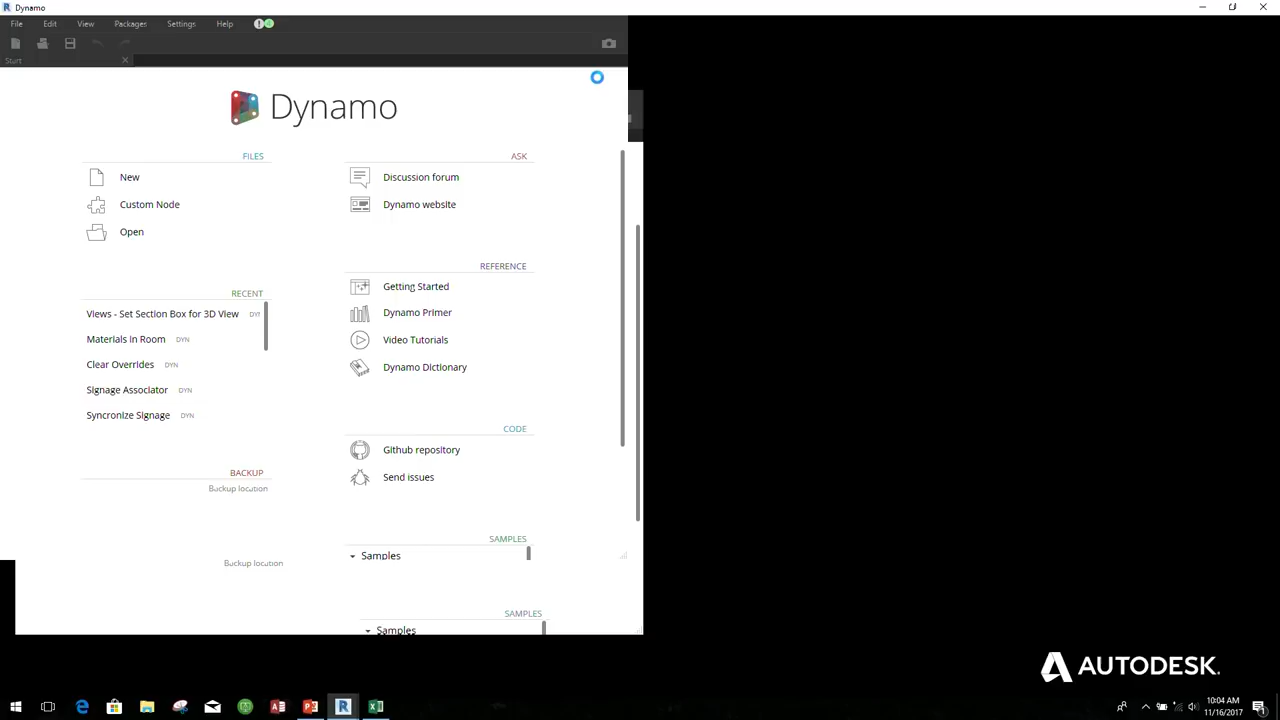 Dynamo
File Edit View Packages Settings Help
Start
Dynamo
FILES
New
Custom Node
Open
RECENT
Views - Set Section Box for 3D View
Materials in Room DYN
Clear Overrides DYN
Signage Associator DYN
Syncronize Signage DYN
BACKUP
Backup location
Backup location
ASK
Discussion forum
Dynamo website
REFERENCE
Getting Started
Dynamo Primer
Video Tutorials
Dynamo Dictionary
CODE
Github repository
Send issues
SAMPLES
Samples
SAMPLES
Samples
AUTODESK.
10:04 AM
11/16/2017